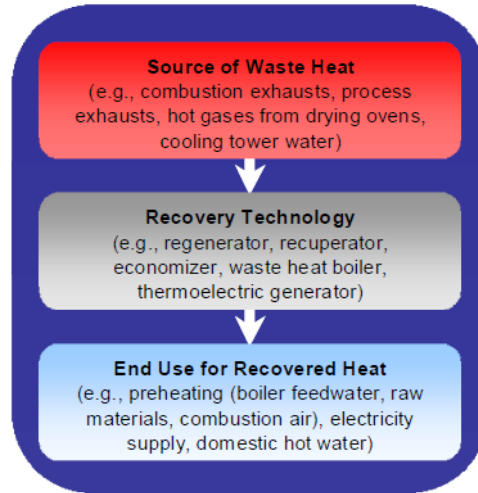 Source of Waste Heat
(e.g., combustion exhausts, process
exhausts, hot gases from drying ovens,
cooling tower water)
Recovery Technology
(e.g., regenerator, recuperator,
economizer, waste heat boiler,
thermoelectric generator)
End Use for Recovered Heat
(e.g., preheating (boiler feedwater, raw
materials, combustion air), electricity
supply, domestic hot water)